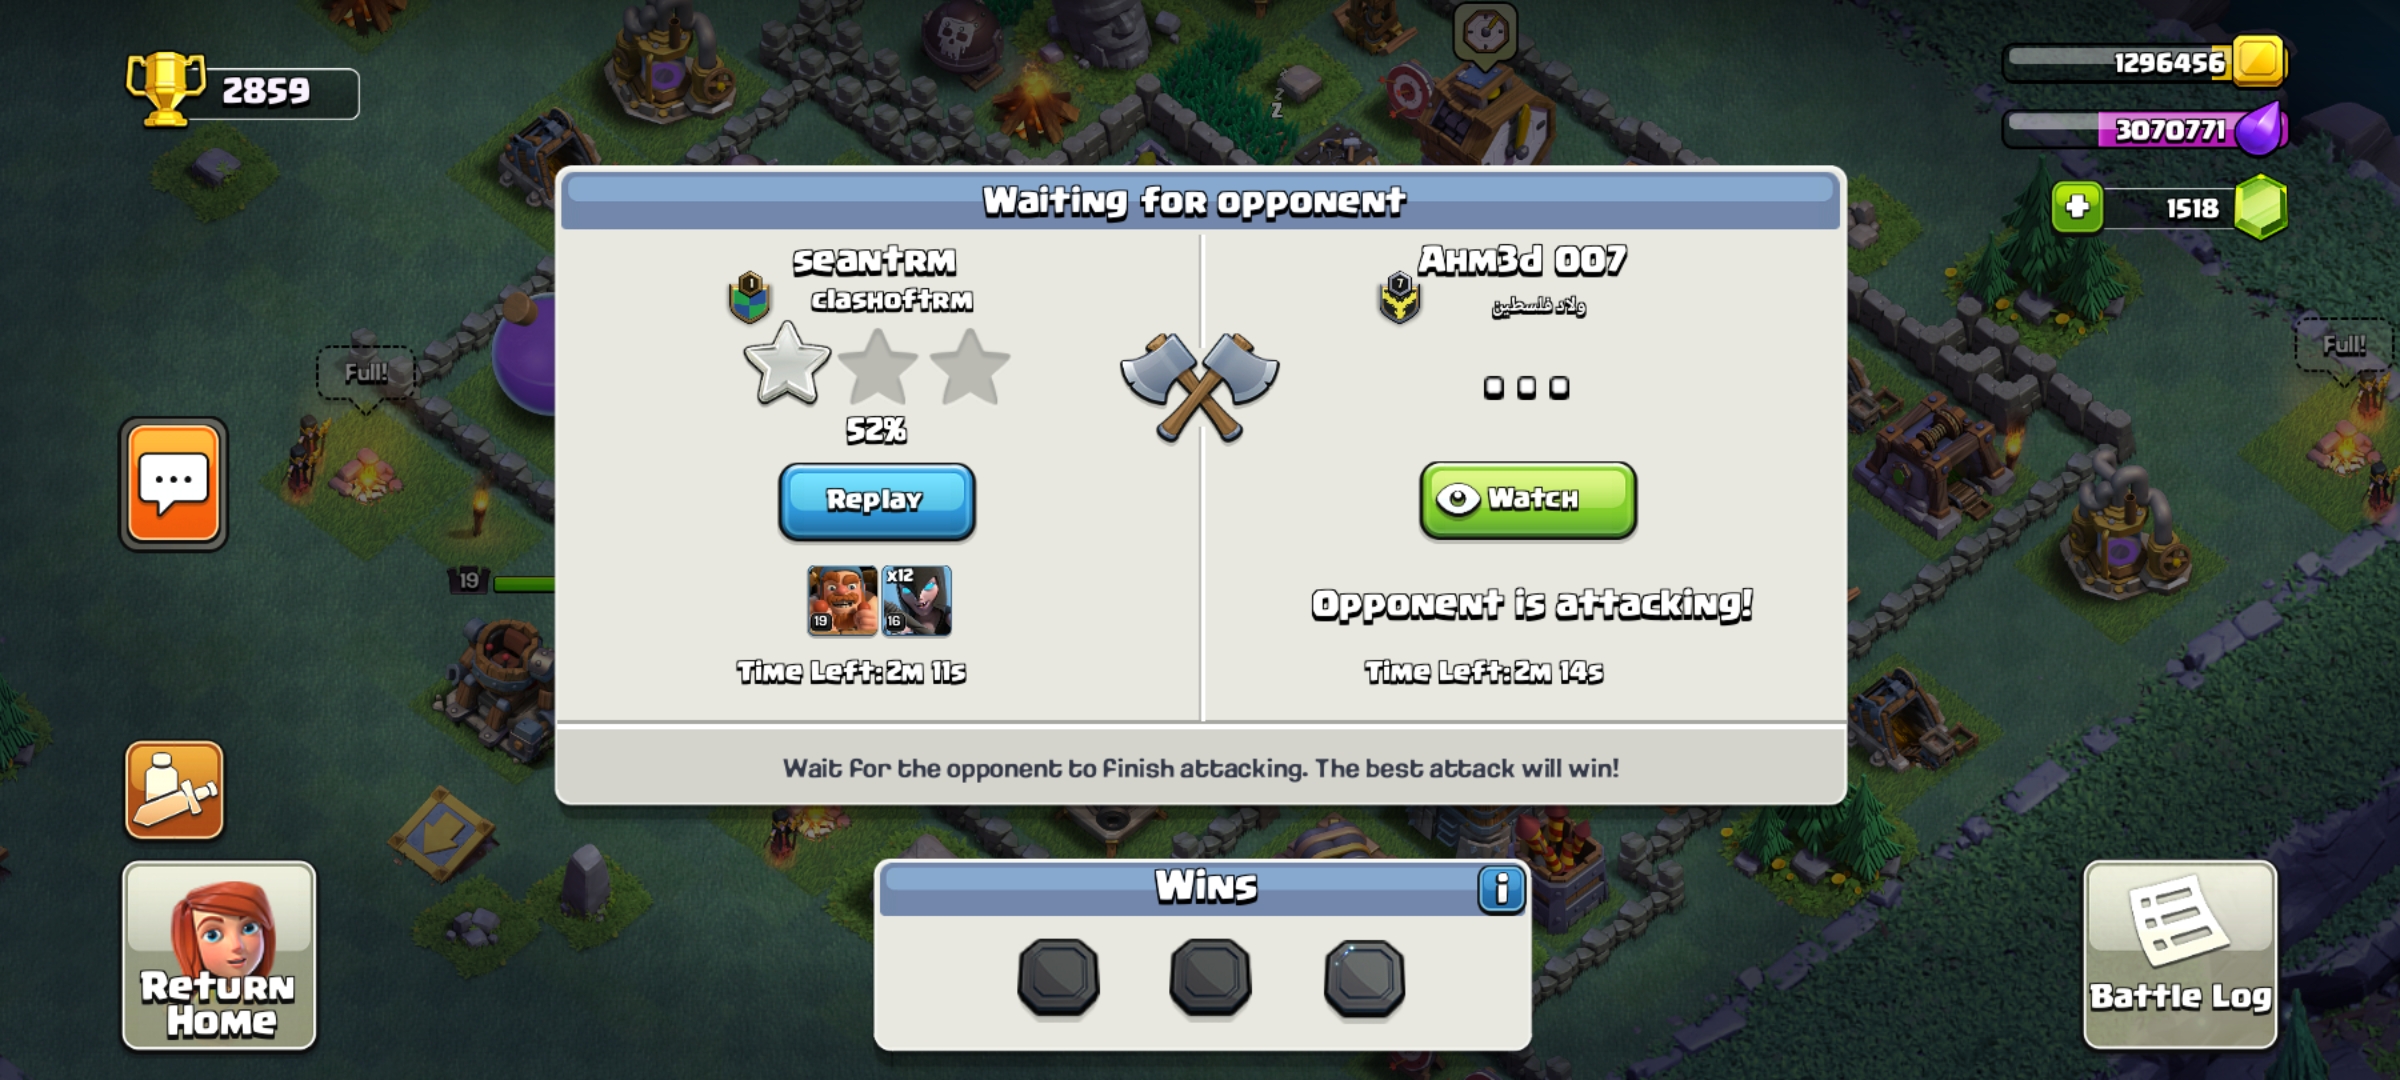 2859
1296456
3070771
1518
Waiting for opponent
seantrm
1
clashoftrm
52%
Replay
19
x12
16
Time Left: 2m 11s
Ahm3d 007
7
ولاد فلسطين
Watch
Opponent is attacking!
Time Left: 2m 14s
Wait for the opponent to finish attacking. The best attack will win!
Full!
Full!
z
Z
19
Wins
i
Return
Home
Battle Log